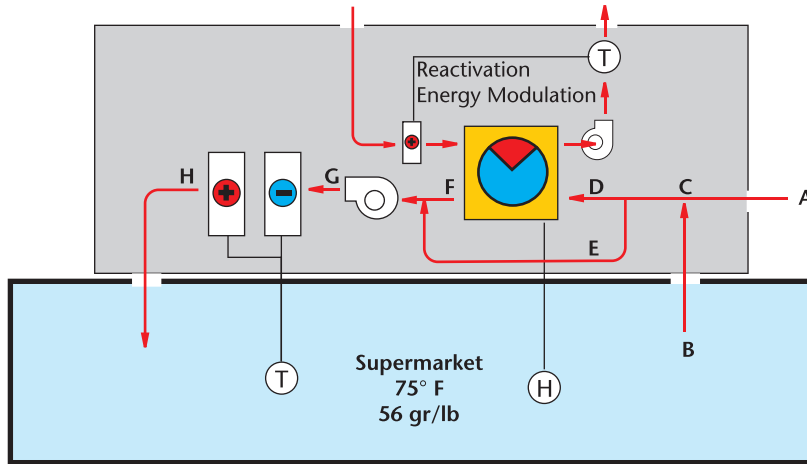 T
Reactivation
Energy Modulation
H
G
F
D
C
A
E
B
Supermarket
75° F
56 gr/lb
T
H